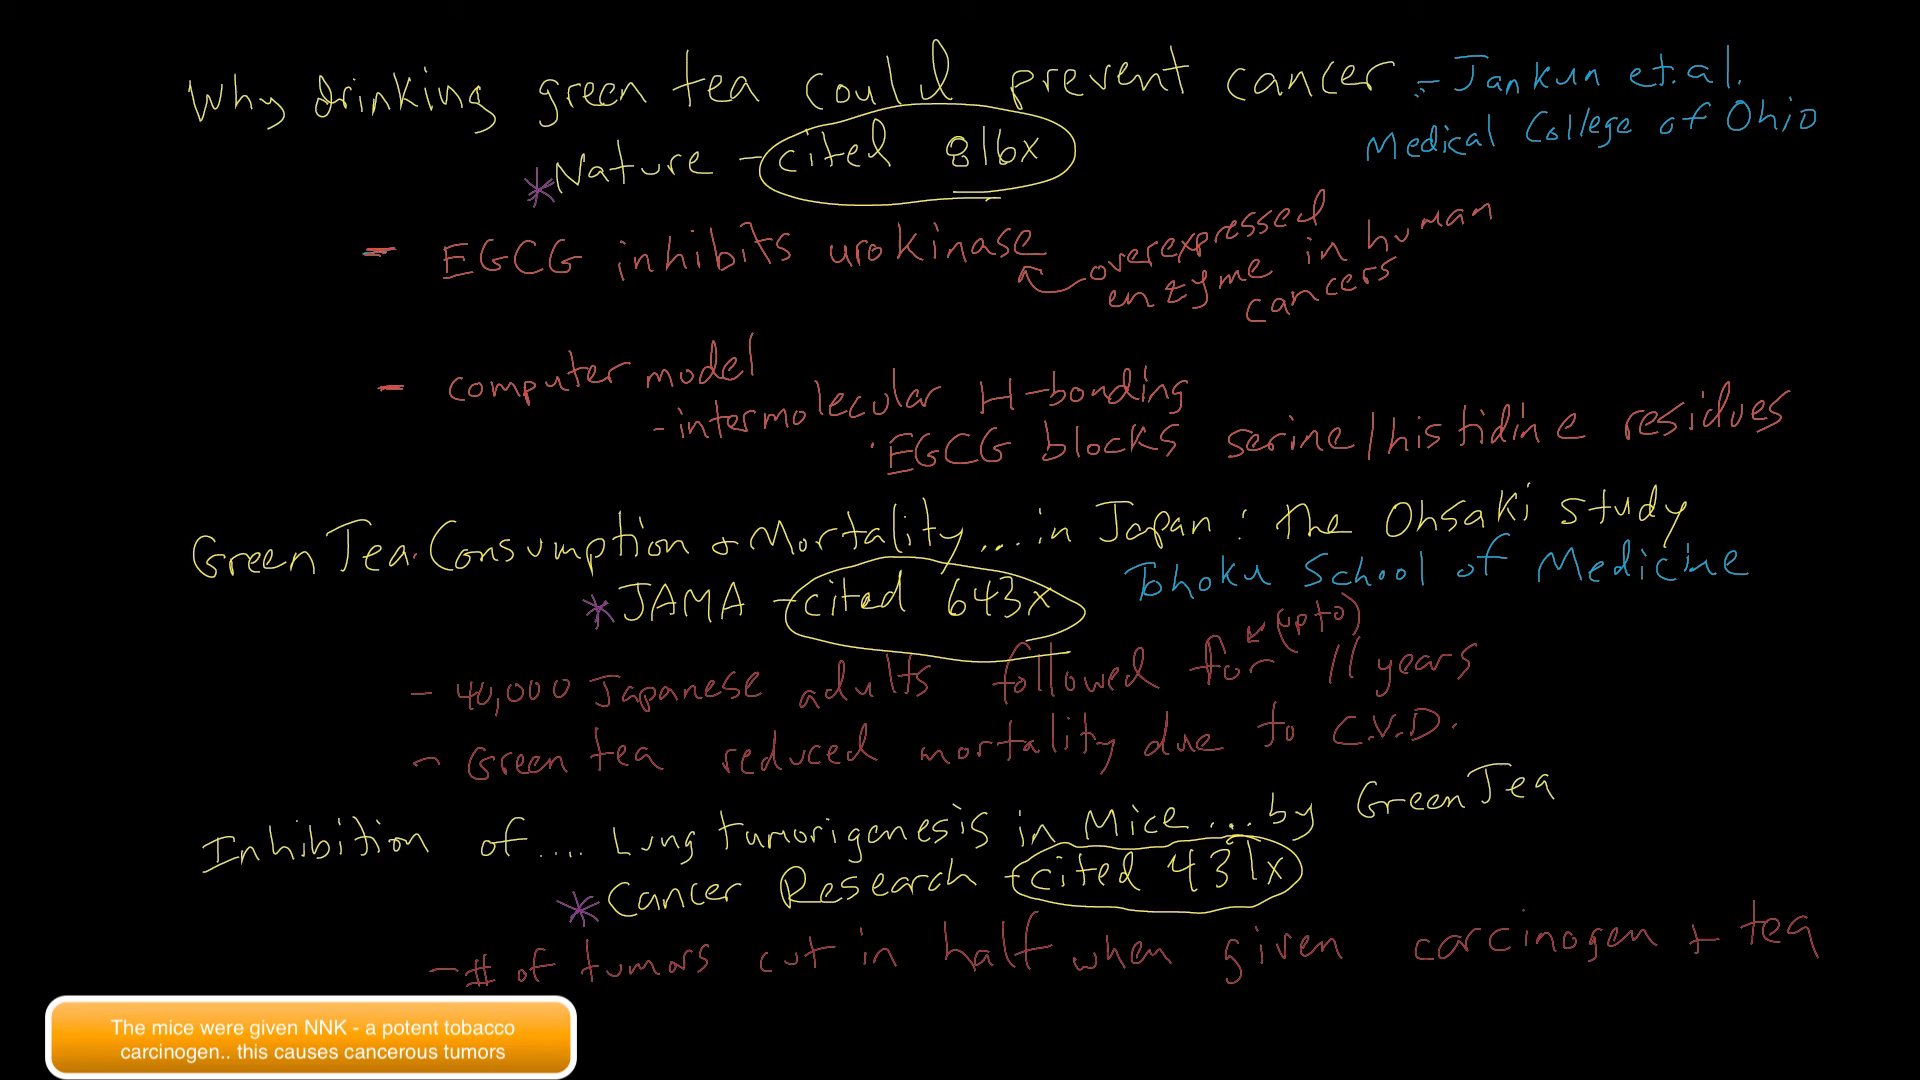 Why drinking green tea could prevent cancer - Jankun et.al.
Medical College of Ohio
*Nature - cited 816x
- EGCG inhibits urokinase
overexpressed
enzyme in human
cancers
- computer model
- intermolecular H-bonding
· EGCG blocks serine/histidine residues
Green Tea Consumption & Mortality... in Japan: the Ohsaki study
Tohoku School of Medicine
*JAMA - cited 643x
(up to)
- 40,000 Japanese adults followed for 11 years
- Green tea reduced mortality due to C.V.D.
Inhibition of .... Lung tumorigenesis in Mice ... by Green Tea
*Cancer Research - cited 431x
- # of tumors cut in half when given carcinogen + tea
The mice were given NNK - a potent tobacco
carcinogen.. this causes cancerous tumors